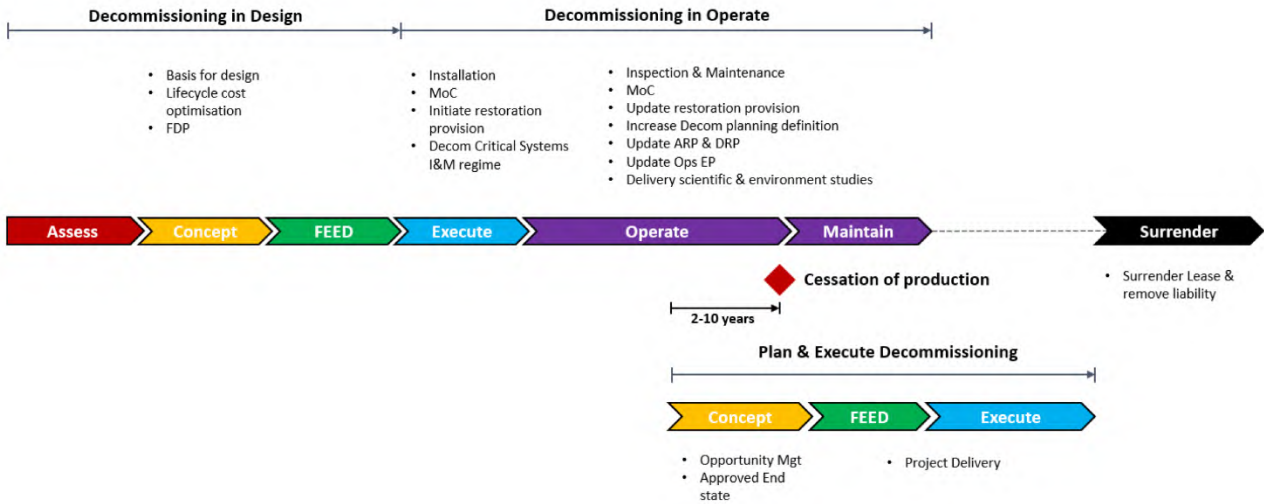 Decommissioning in Design
Decommissioning in Operate
• Basis for design
• Lifecycle cost
optimisation
• FDP
• Installation
• MoC
• Initiate restoration
provision
• Decom Critical Systems
I&M regime
• Inspection & Maintenance
• MoC
• Update restoration provision
• Increase Decom planning definition
• Update ARP & DRP
• Update Ops EP
• Delivery scientific & environment studies
Assess
Concept
FEED
Execute
Operate
Maintain
Surrender
Cessation of production
• Surrender Lease &
remove liability
2-10 years
Plan & Execute Decommissioning
Concept
FEED
Execute
• Opportunity Mgt
• Approved End
state
• Project Delivery